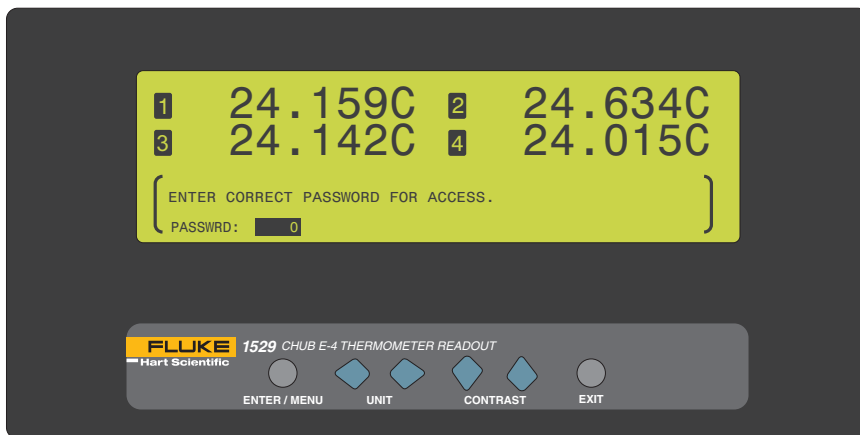 1 24.159C 2 24.634C
3 24.142C 4 24.015C
ENTER CORRECT PASSWORD FOR ACCESS.
PASSWRD: 0
FLUKE
Hart Scientific
1529 CHUB E-4 THERMOMETER READOUT
ENTER / MENU UNIT CONTRAST EXIT